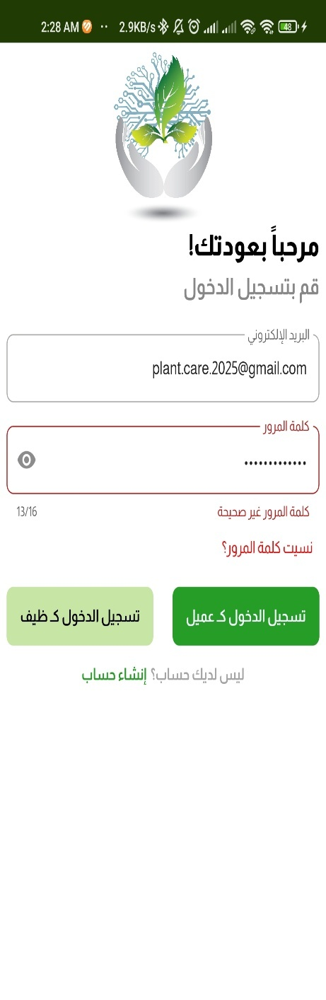 2:28 AM 2.9KB/s 48
مرحباً بعودتك!
قم بتسجيل الدخول
البريد الإلكتروني
plant.care.2025@gmail.com
كلمة المرور
•••••••••••••
كلمة المرور غير صحيحة
13/16
نسيت كلمة المرور؟
تسجيل الدخول كـ عميل
تسجيل الدخول كـ ظيف
ليس لديك حساب؟ إنشاء حساب